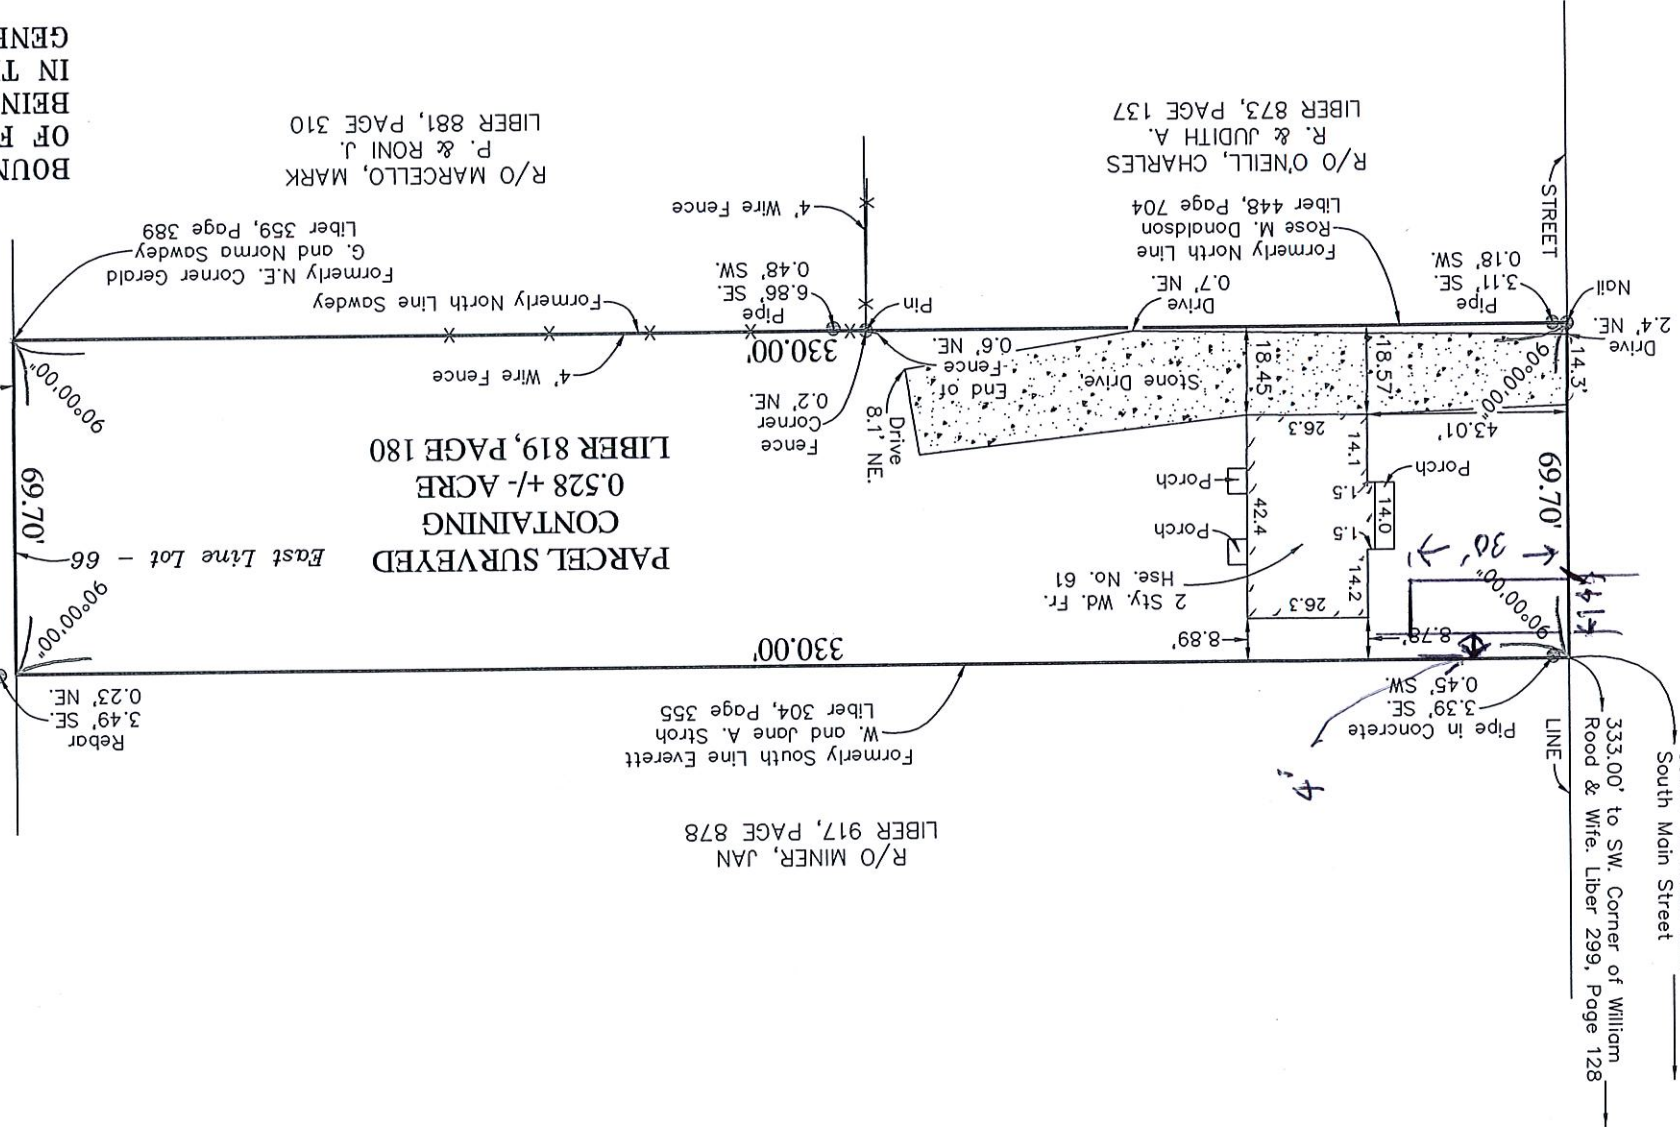 South Main Street
333.00' to SW. Corner of William
Rood & Wife. Liber 299, Page 128
R/O MINER, JAN
LIBER 917, PAGE 878
LINE
4'
Pipe in Concrete
3.39' SE.
0.45' SW.
Formerly South Line Everett
W. and Jane A. Stroh
Liber 304, Page 355
Rebar
3.49' SE.
0.23' NE.
330.00'
90°00'00"
90°00'00"
8.78'
8.89'
14'
30'
69.70'
69.70'
East Line Lot - 66
PARCEL SURVEYED
CONTAINING
0.528 +/- ACRE
LIBER 819, PAGE 180
2 Sty. Wd. Fr.
Hse. No. 61
26.3
14.2
1.5
14.0
1.5
14.1
42.4
26.3
Porch
Porch
Porch
43.01'
18.57'
18.45'
14.3'
90°00'00"
90°00'00"
Stone Drive
Drive
8.1' NE.
End of
Fence
0.6' NE.
Fence
Corner
0.2' NE.
4' Wire Fence
330.00'
Drive
2.4' NE.
Nail
Pipe
3.11' SE.
0.18' SW.
Drive
0.7' NE.
Pin
Pipe
6.86' SE.
0.48' SW.
Formerly North Line Sawdey
Formerly N.E. Corner Gerald
G. and Norma Sawdey
Liber 359, Page 389
Formerly North Line
Rose M. Donaldson
Liber 448, Page 704
4' Wire Fence
STREET
R/O O'NEILL, CHARLES
R. & JUDITH A.
LIBER 873, PAGE 137
R/O MARCELLO, MARK
P. & RONI J.
LIBER 881, PAGE 310
BOUN
OF
BEIN
IN T
GENE